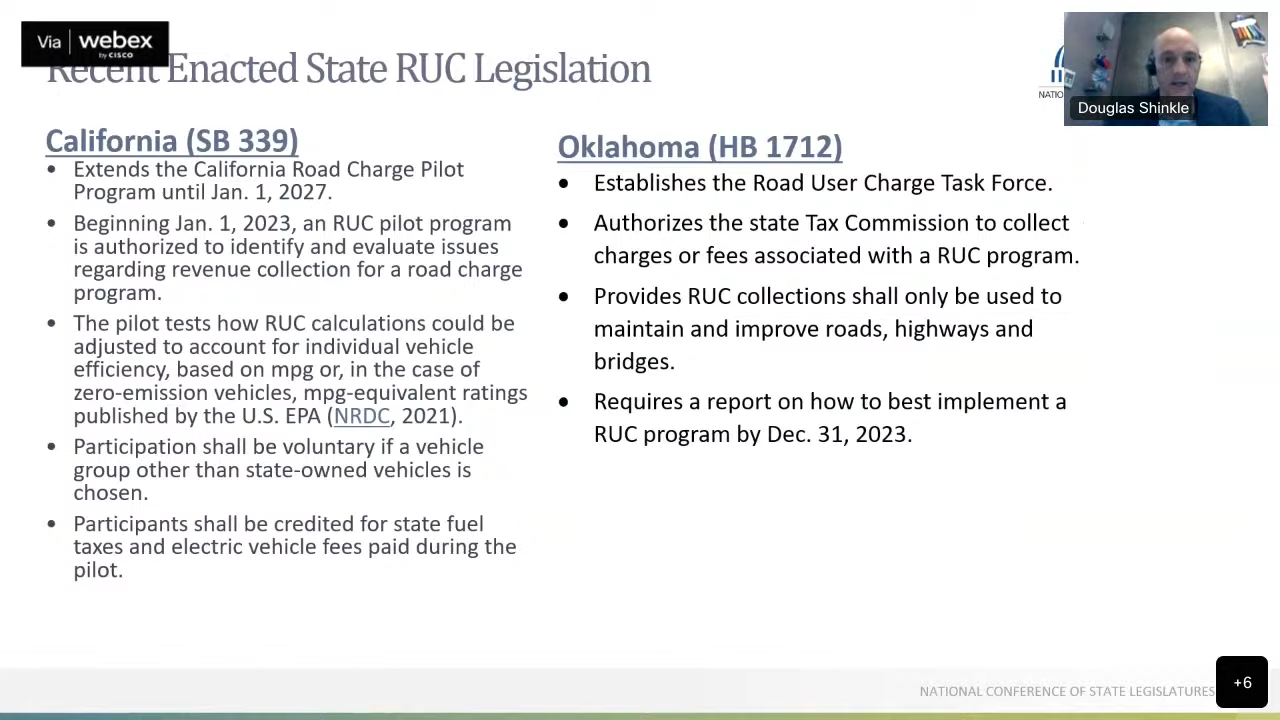 Via webex
by CISCO
Recent Enacted State RUC Legislation
NATIO
Douglas Shinkle
California (SB 339)
• Extends the California Road Charge Pilot
Program until Jan. 1, 2027.
• Beginning Jan. 1, 2023, an RUC pilot program
is authorized to identify and evaluate issues
regarding revenue collection for a road charge
program.
• The pilot tests how RUC calculations could be
adjusted to account for individual vehicle
efficiency, based on mpg or, in the case of
zero-emission vehicles, mpg-equivalent ratings
published by the U.S. EPA (NRDC, 2021).
• Participation shall be voluntary if a vehicle
group other than state-owned vehicles is
chosen.
• Participants shall be credited for state fuel
taxes and electric vehicle fees paid during the
pilot.
Oklahoma (HB 1712)
• Establishes the Road User Charge Task Force.
• Authorizes the state Tax Commission to collect
charges or fees associated with a RUC program.
• Provides RUC collections shall only be used to
maintain and improve roads, highways and
bridges.
• Requires a report on how to best implement a
RUC program by Dec. 31, 2023.
NATIONAL CONFERENCE OF STATE LEGISLATURES
+6